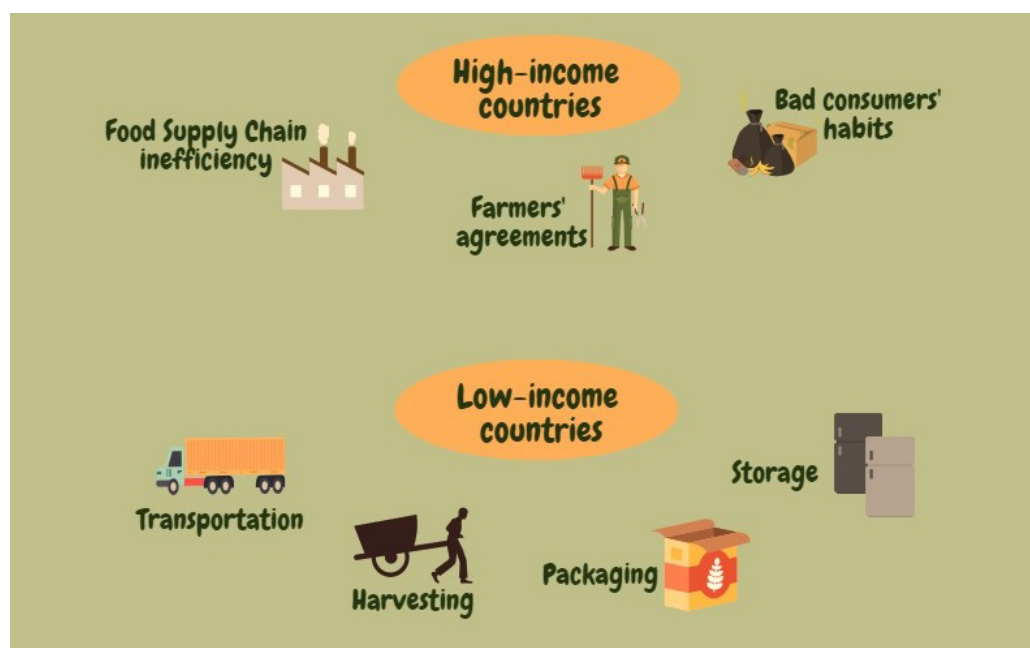 High-income
countries
Food Supply Chain
inefficiency
Farmers'
agreements
Bad consumers'
habits
Low-income
countries
Transportation
Harvesting
Packaging
Storage